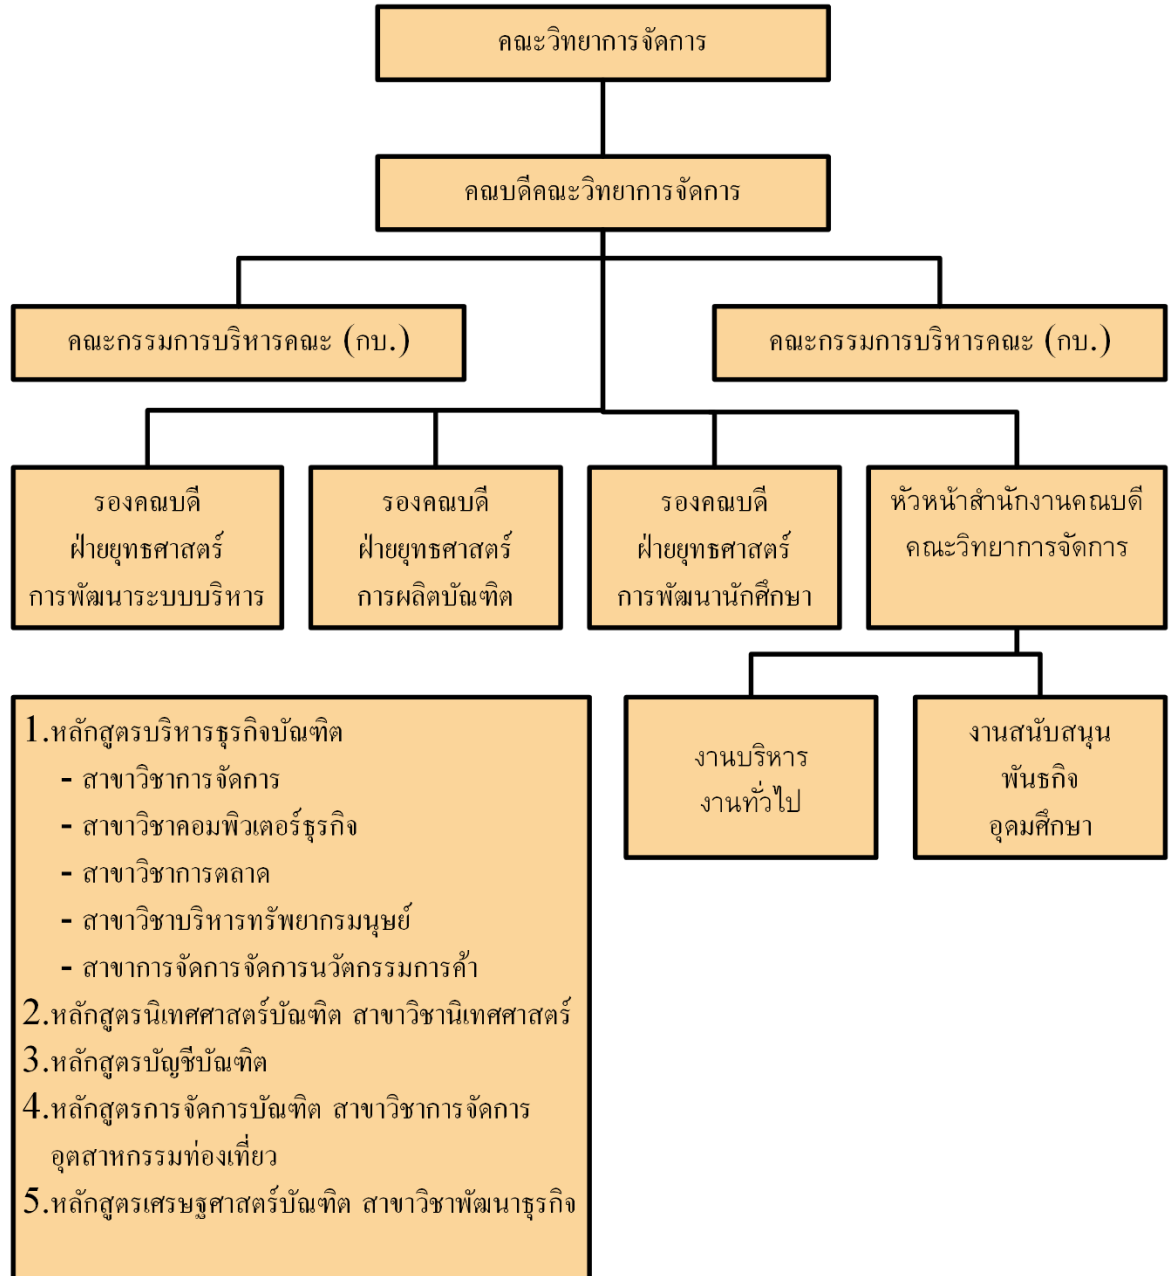 คณะวิทยาการจัดการ
คณบดีคณะวิทยาการจัดการ
คณะกรรมการบริหารคณะ (กบ.)
คณะกรรมการบริหารคณะ (กบ.)
รองคณบดี
ฝ่ายยุทธศาสตร์
การพัฒนาระบบบริหาร
รองคณบดี
ฝ่ายยุทธศาสตร์
การผลิตบัณฑิต
รองคณบดี
ฝ่ายยุทธศาสตร์
การพัฒนานักศึกษา
หัวหน้าสำนักงานคณบดี
คณะวิทยาการจัดการ
งานบริหาร
งานทั่วไป
งานสนับสนุน
พันธกิจ
อุดมศึกษา
1.หลักสูตรบริหารธุรกิจบัณฑิต
- สาขาวิชาการจัดการ
- สาขาวิชาคอมพิวเตอร์ธุรกิจ
- สาขาวิชาการตลาด
- สาขาวิชาบริหารทรัพยากรมนุษย์
- สาขาการจัดการจัดการนวัตกรรมการค้า
2.หลักสูตรนิเทศศาสตร์บัณฑิต สาขาวิชานิเทศศาสตร์
3.หลักสูตรบัญชีบัณฑิต
4.หลักสูตรการจัดการบัณฑิต สาขาวิชาการจัดการ
อุตสาหกรรมท่องเที่ยว
5.หลักสูตรเศรษฐศาสตร์บัณฑิต สาขาวิชาพัฒนาธุรกิจ